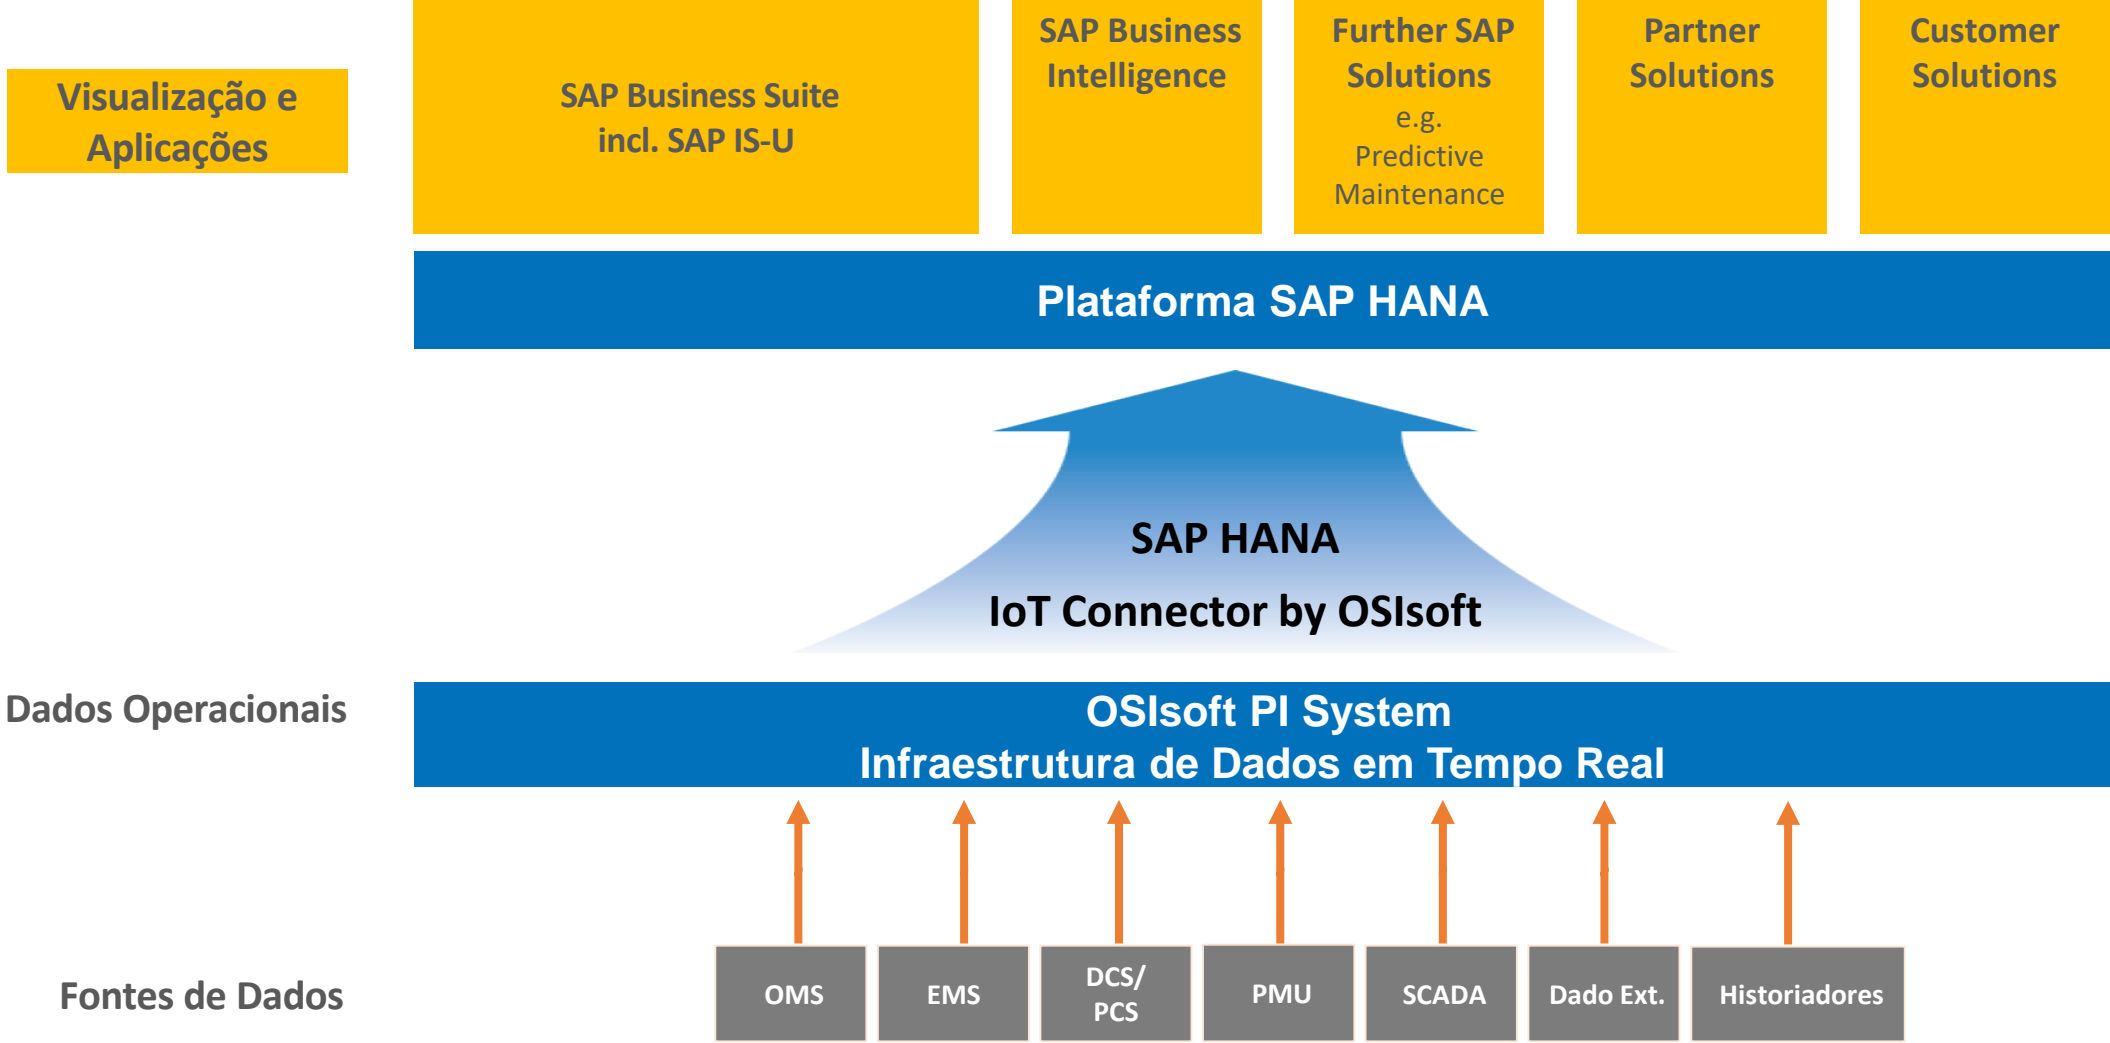 Visualização e
Aplicações
SAP Business Suite
incl. SAP IS-U
SAP Business
Intelligence
Further SAP
Solutions
e.g.
Predictive
Maintenance
Partner
Solutions
Customer
Solutions
Plataforma SAP HANA
SAP HANA
IoT Connector by OSIsoft
Dados Operacionais
OSIsoft PI System
Infraestrutura de Dados em Tempo Real
Fontes de Dados
OMS
EMS
DCS/
PCS
PMU
SCADA
Dado Ext.
Historiadores